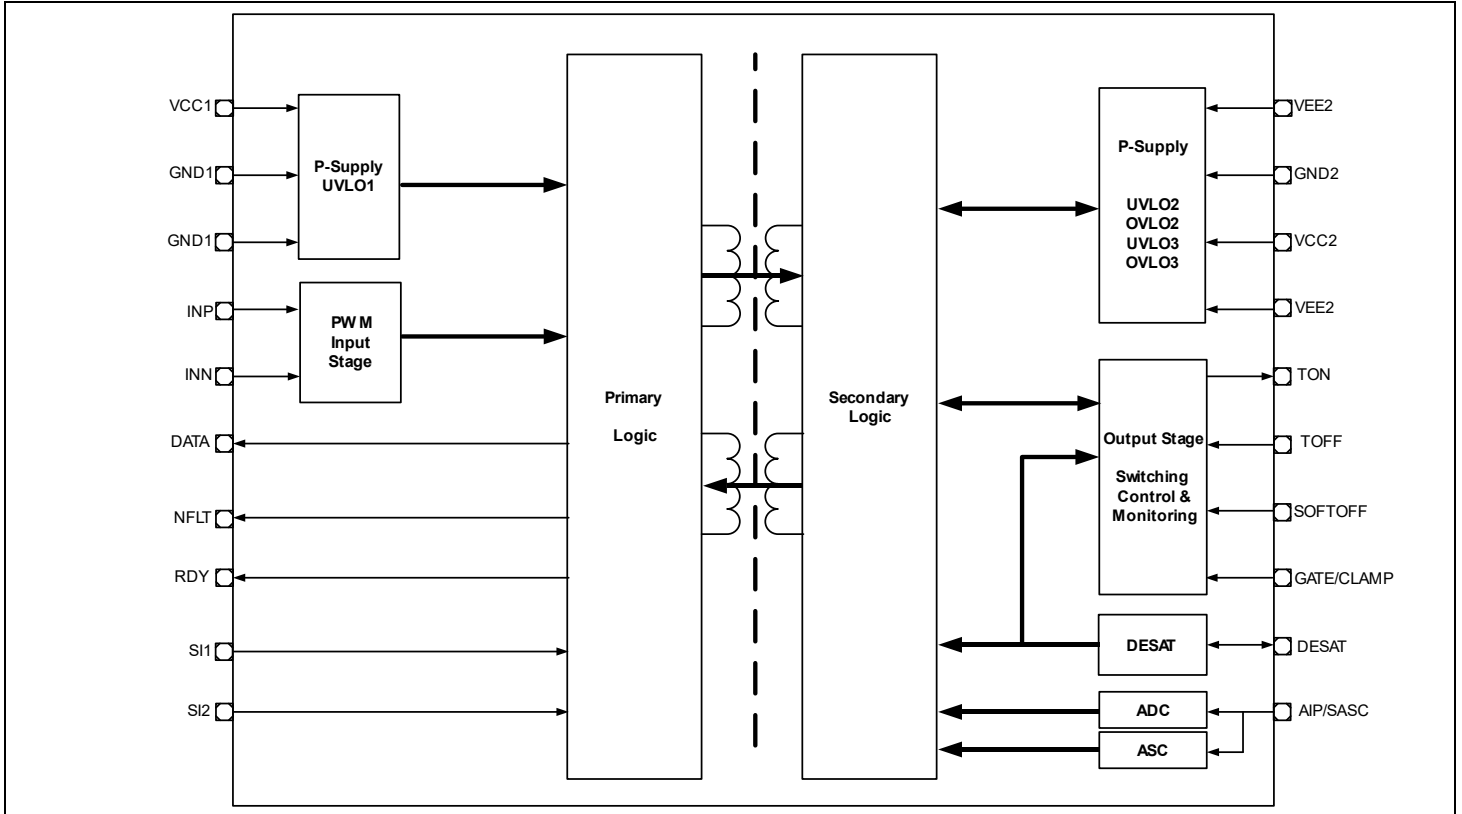 VCC1
GND1
GND1
INP
INN
DATA
NFLT
RDY
SI1
SI2
P-Supply
UVLO1
PWM
Input
Stage
Primary
Logic
Secondary
Logic
P-Supply
UVLO2
OVLO2
UVLO3
OVLO3
Output Stage
Switching
Control &
Monitoring
DESAT
ADC
ASC
VEE2
GND2
VCC2
VEE2
TON
TOFF
SOFTOFF
GATE/CLAMP
DESAT
AIP/SASC